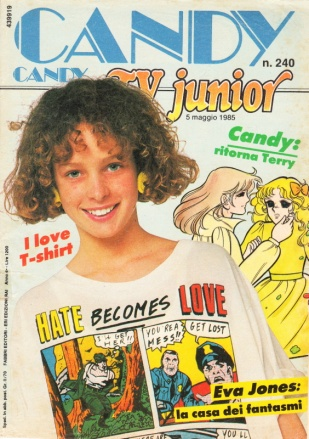 439919
CANDY
n. 240
CANDY
TV junior
5 maggio 1985
Candy:
ritorna Terry
I love
T-shirt
HATE BECOMES LOVE
YOU'RE A
MESS!!
GET LOST
Eva Jones:
la casa dei fantasmi